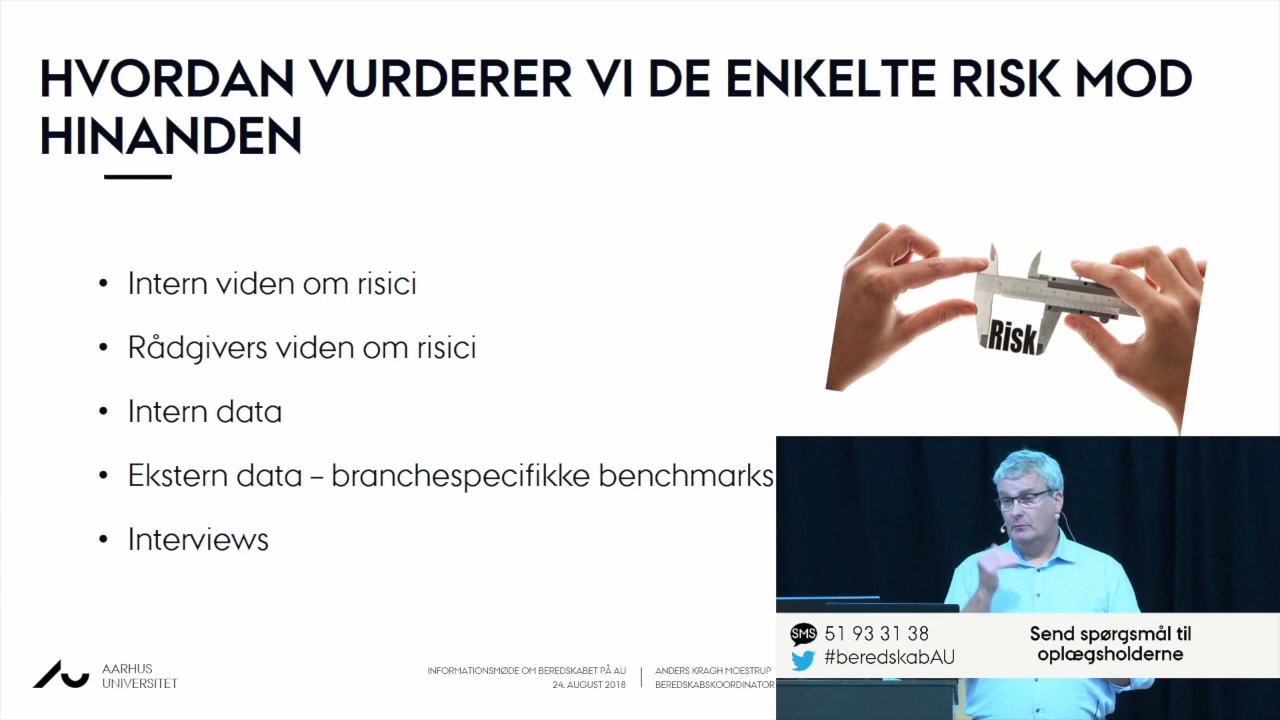 HVORDAN VURDERER VI DE ENKELTE RISK MOD
HINANDEN
• Intern viden om risici
• Rådgivers viden om risici
• Intern data
• Ekstern data – branchespecifikke benchmarks
• Interviews
Risk
AARHUS
UNIVERSITET
INFORMATIONSMØDE OM BEREDSKABET PÅ AU
24. AUGUST 2018
ANDERS KRAGH MOESTRUP
BEREDSKABSKOORDINATOR
SMS 51 93 31 38
#beredskabAU
Send spørgsmål til
oplægsholderne